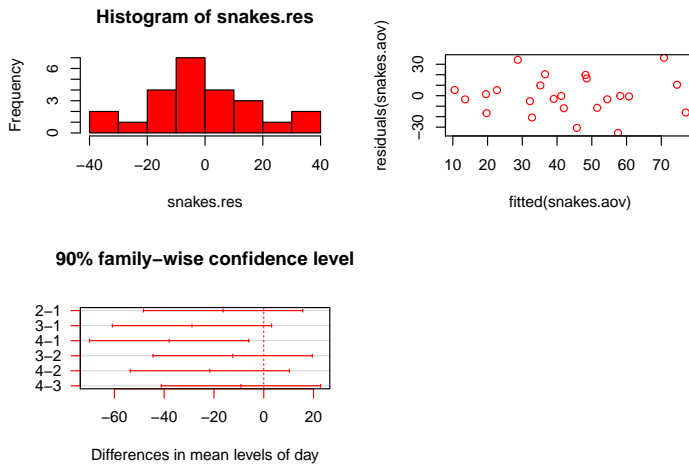 Histogram of snakes.res
Frequency
0
3
6
−40 −20 0 20 40
snakes.res
residuals(snakes.aov)
−30
0
30
10 20 30 40 50 60 70
fitted(snakes.aov)
90% family−wise confidence level
2−1
3−1
4−1
3−2
4−2
4−3
−60 −40 −20 0 20
Differences in mean levels of day